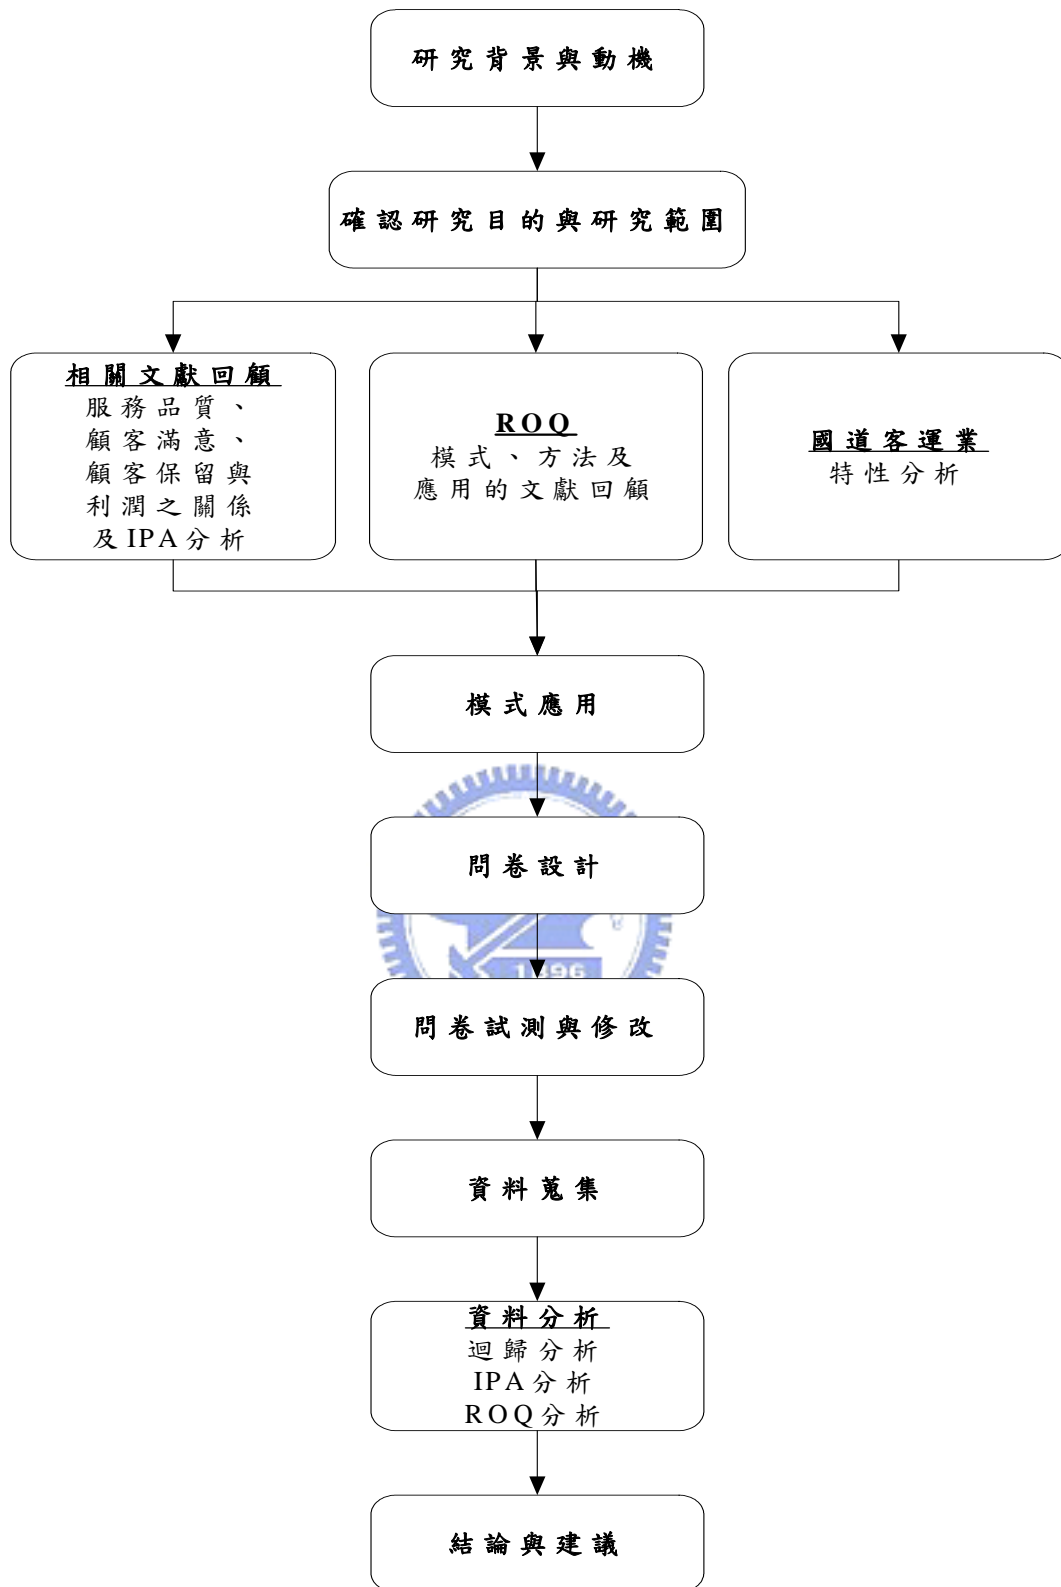 研究背景與動機
確認研究目的與研究範圍
相關文獻回顧
服務品質、
顧客滿意、
顧客保留與
利潤之關係
及IPA分析
ROQ
模式、方法及
應用的文獻回顧
國道客運業
特性分析
模式應用
問卷設計
1896
問卷試測與修改
資料蒐集
資料分析
迴歸分析
IPA分析
ROQ分析
結論與建議